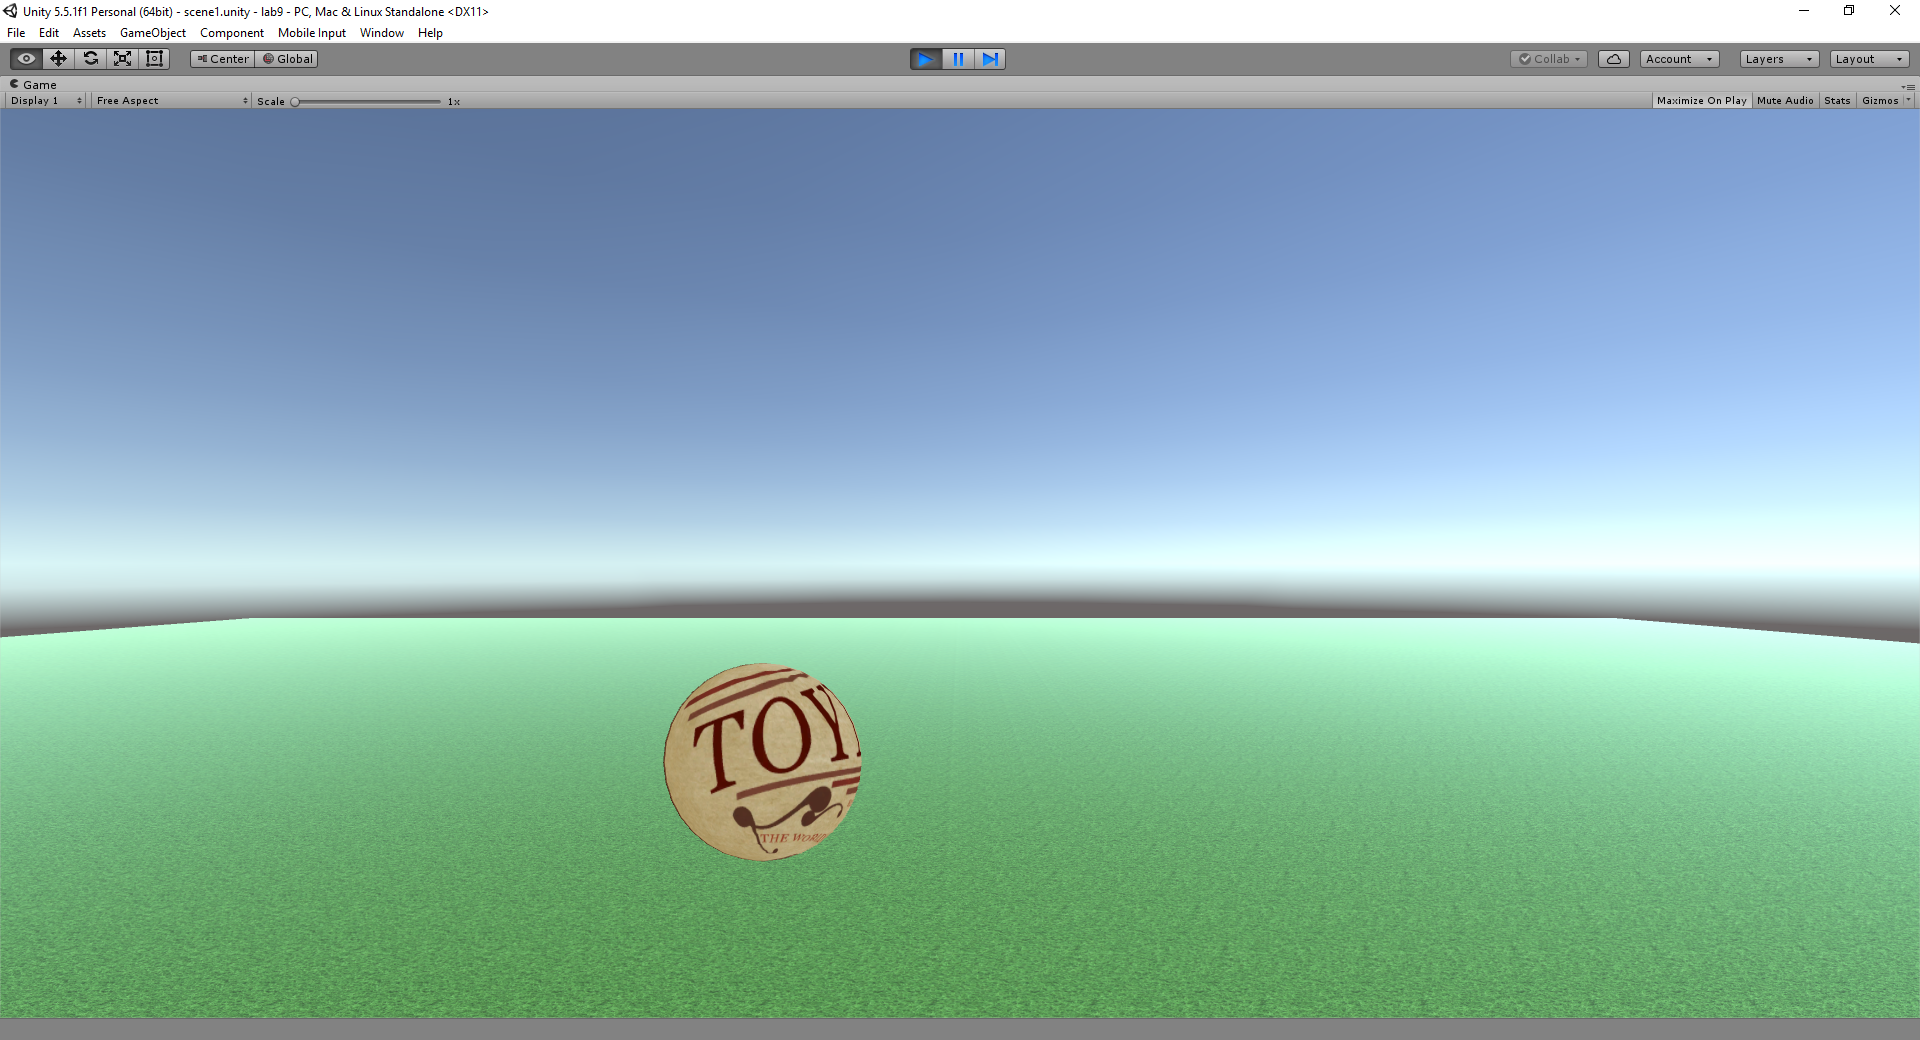 Unity 5.5.1f1 Personal (64bit) - scene1.unity - lab9 - PC, Mac & Linux Standalone <DX11>
File Edit Assets GameObject Component Mobile Input Window Help
Center Global Collab Account Layers Layout
Game
Display 1 Free Aspect Scale 1x Maximize On Play Mute Audio Stats Gizmos
TOY
THE